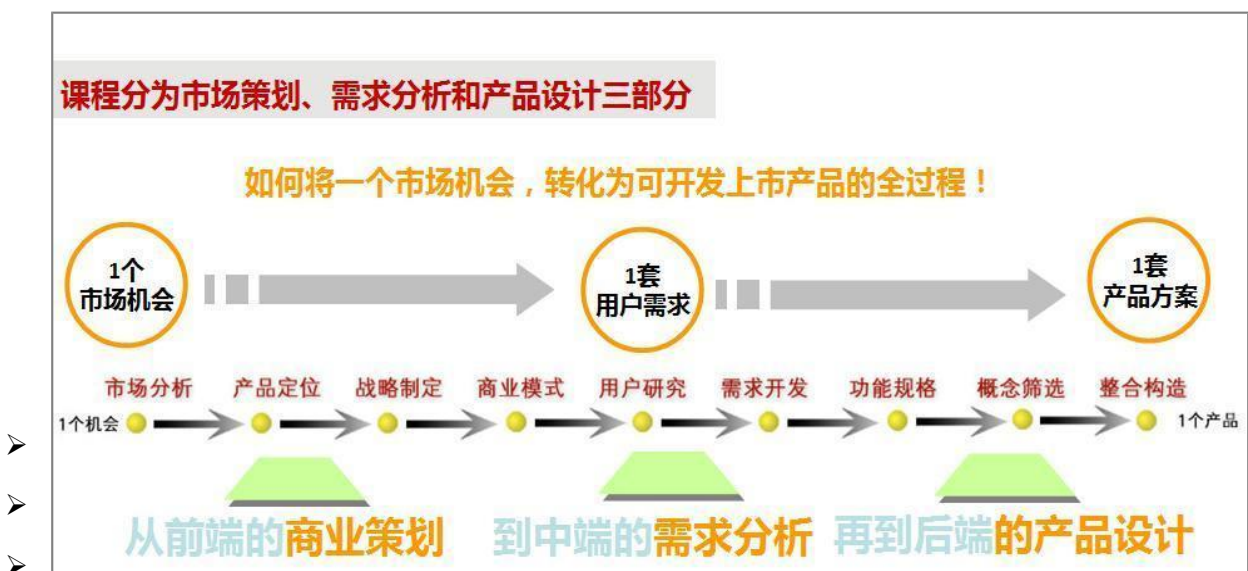 课程分为市场策划、需求分析和产品设计三部分
如何将一个市场机会，转化为可开发上市产品的全过程！
1个
市场机会
1套
用户需求
1套
产品方案
市场分析 产品定位 战略制定 商业模式 用户研究 需求开发 功能规格 概念筛选 整合构造
1个机会 1个产品
从前端的商业策划 到中端的需求分析 再到后端的产品设计